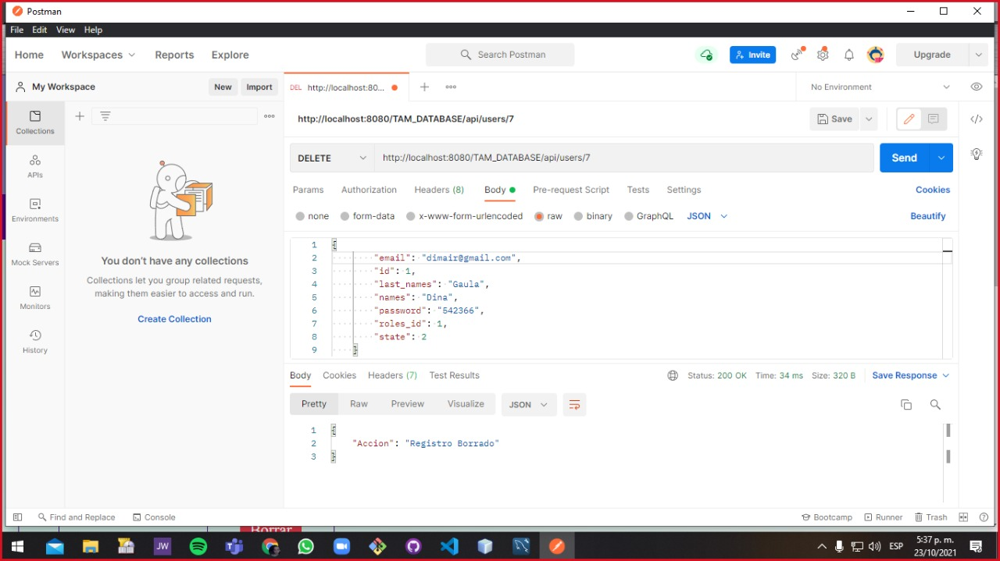 Postman
File Edit View Help
Home Workspaces Reports Explore Search Postman Invite Upgrade
My Workspace New Import DEL http://localhost:80... No Environment
Collections
APIs
Environments
Mock Servers
Monitors
History
You don't have any collections
Collections let you group related requests,
making them easier to access and run.
Create Collection
http://localhost:8080/TAM_DATABASE/api/users/7 Save
DELETE http://localhost:8080/TAM_DATABASE/api/users/7 Send
Params Authorization Headers (8) Body Pre-request Script Tests Settings Cookies
none form-data x-www-form-urlencoded raw binary GraphQL JSON Beautify
1 {
2 "email": "dimair@gmail.com",
3 "id": 1,
4 "last_names": "Gaula",
5 "names": "Dina",
6 "password": "542366",
7 "roles_id": 1,
8 "state": 2
9 }
Body Cookies Headers (7) Test Results Status: 200 OK Time: 34 ms Size: 320 B Save Response
Pretty Raw Preview Visualize JSON
1 {
2 "Accion": "Registro Borrado"
3 }
Find and Replace Console Bootcamp Runner Trash
Borrar
JW ESP 5:37 p. m.
23/10/2021